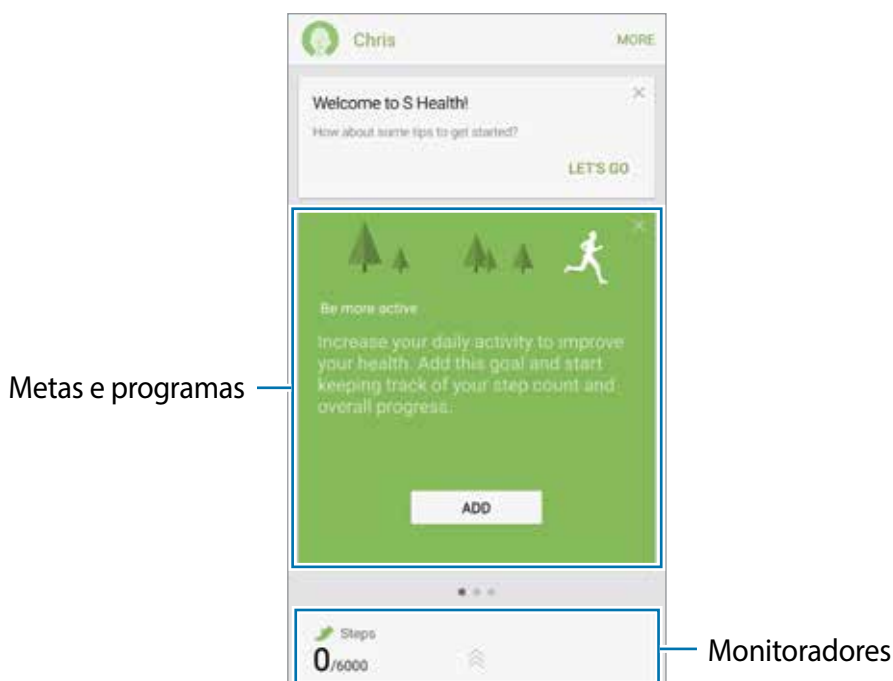 Chris
MORE
Welcome to S Health!
How about some tips to get started?
LET'S GO
Be more active
Increase your daily activity to improve
your health. Add this goal and start
keeping track of your step count and
overall progress.
Metas e programas
ADD
Steps
0/6000
Monitoradores